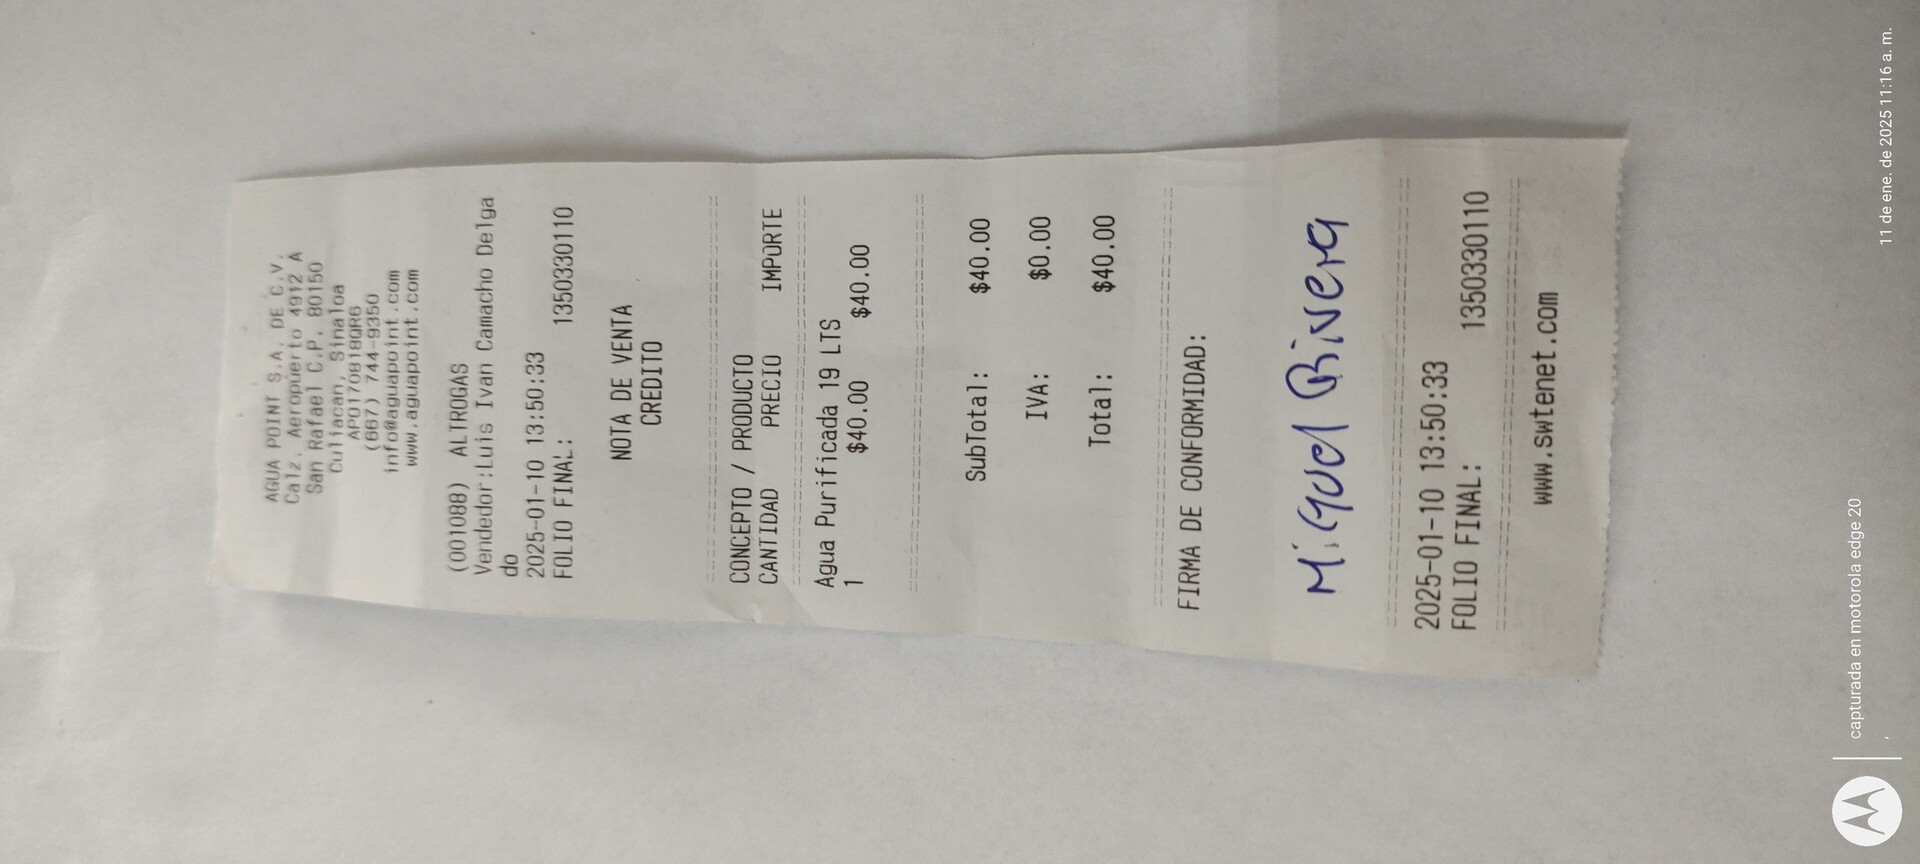 AGUA POINT S.A. DE C.V.
Calz. Aeropuerto 4912 A
San Rafael C.P. 80150
Culiacan, Sinaloa
APO170818QR6
(667) 744-9350
info@aguapoint.com
www.aguapoint.com
(001088) ALTROGAS
Vendedor:Luis Ivan Camacho Delga
do
2025-01-10 13:50:33
FOLIO FINAL: 1350330110
NOTA DE VENTA
CREDITO
CONCEPTO / PRODUCTO
CANTIDAD PRECIO IMPORTE
Agua Purificada 19 LTS
1 $40.00 $40.00
SubTotal: $40.00
IVA: $0.00
Total: $40.00
FIRMA DE CONFORMIDAD:
Miguel Rivera
2025-01-10 13:50:33
FOLIO FINAL: 1350330110
www.swtenet.com
capturada en motorola edge 20
11 de ene. de 2025 11:16 a. m.